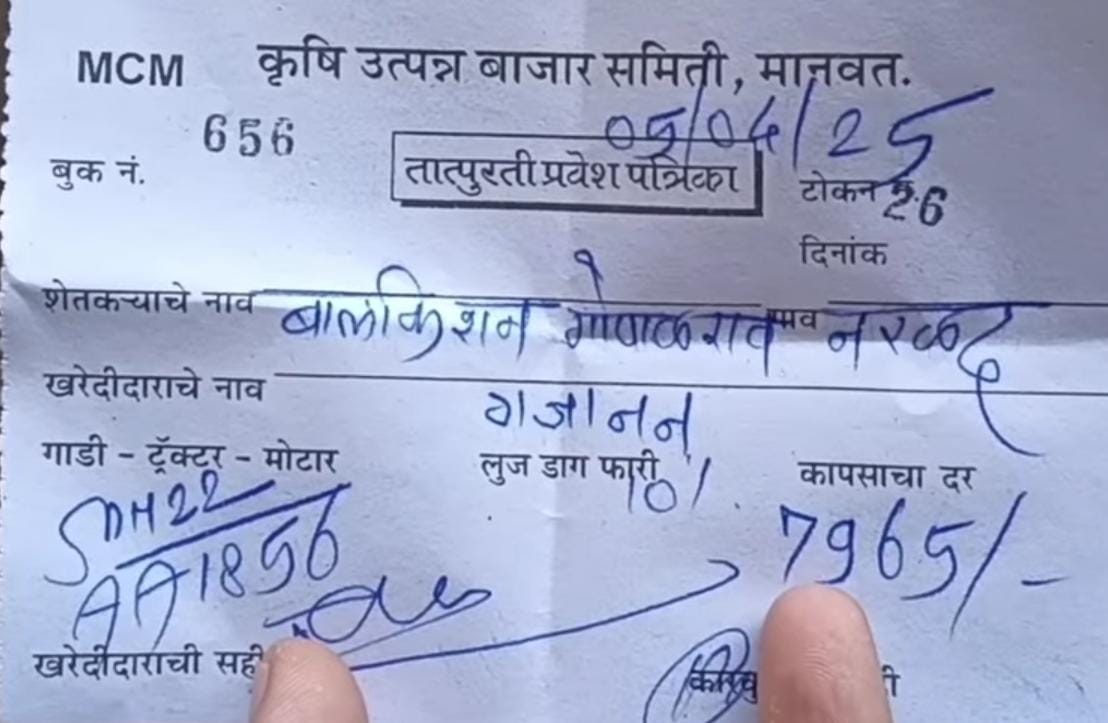 MCM कृषि उत्पन्न बाजार समिती, मानवत.
656 05/04/25
बुक नं. तात्पुरती प्रवेश पत्रिका टोकन नं. 26
दिनांक
शेतकऱ्याचे नाव बालकिशन गोपाळराव गाव नरळद
खरेदीदाराचे नाव गजानन
गाडी - ट्रॅक्टर - मोटार लुज डाग फारी 10/ कापसाचा दर
MH22 7965/-
AA1856
खरेदीदाराची सही